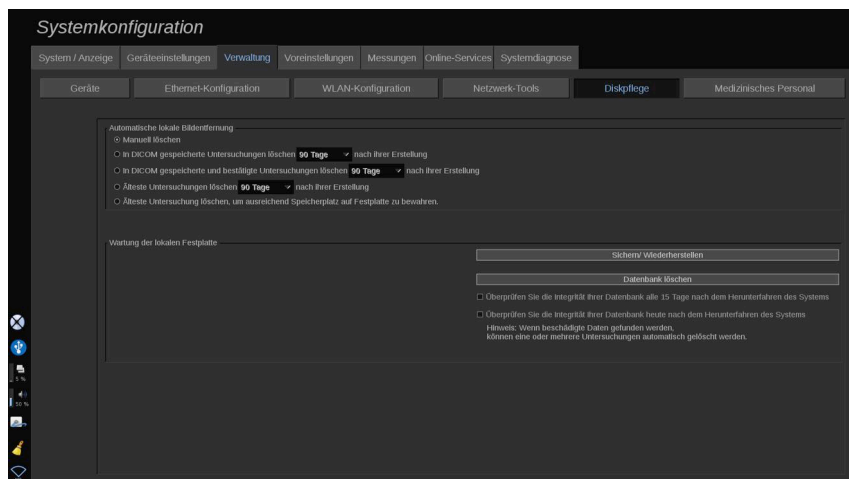 Systemkonfiguration
System / Anzeige Geräteeinstellungen Verwaltung Voreinstellungen Messungen Online-Services Systemdiagnose
Geräte Ethernet-Konfiguration WLAN-Konfiguration Netzwerk-Tools Diskpflege Medizinisches Personal
Automatische lokale Bildentfernung
Manuell löschen
In DICOM gespeicherte Untersuchungen löschen 90 Tage nach ihrer Erstellung
In DICOM gespeicherte und bestätigte Untersuchungen löschen 90 Tage nach ihrer Erstellung
Älteste Untersuchungen löschen 90 Tage nach ihrer Erstellung
Älteste Untersuchung löschen, um ausreichend Speicherplatz auf Festplatte zu bewahren.
Wartung der lokalen Festplatte
Sichern/ Wiederherstellen
Datenbank löschen
Überprüfen Sie die Integrität Ihrer Datenbank alle 15 Tage nach dem Herunterfahren des Systems
Überprüfen Sie die Integrität Ihrer Datenbank heute nach dem Herunterfahren des Systems
Hinweis: Wenn beschädigte Daten gefunden werden,
können eine oder mehrere Untersuchungen automatisch gelöscht werden.
5 %
50 %